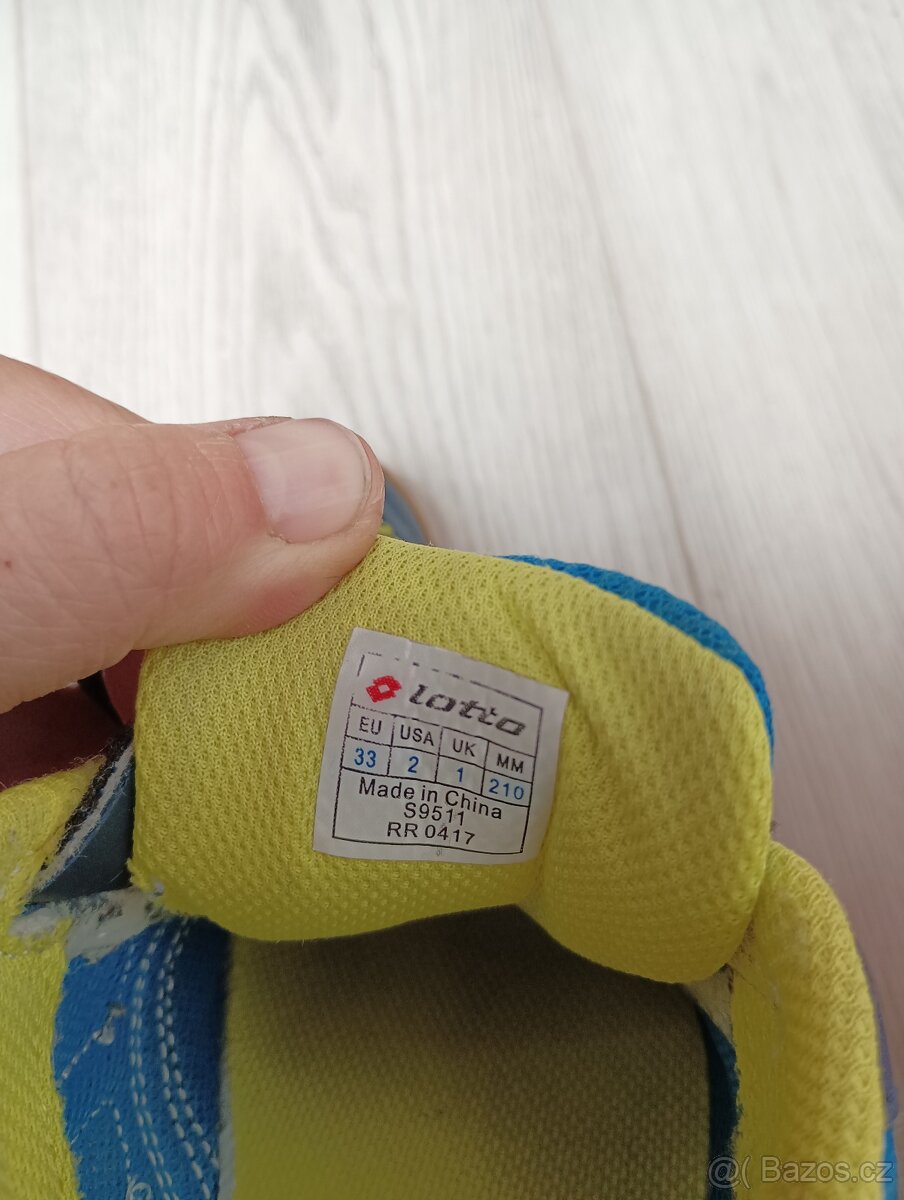 lotto
EU USA UK MM
33 2 1 210
Made in China
S9511
RR 0417
@( Bazos.cz